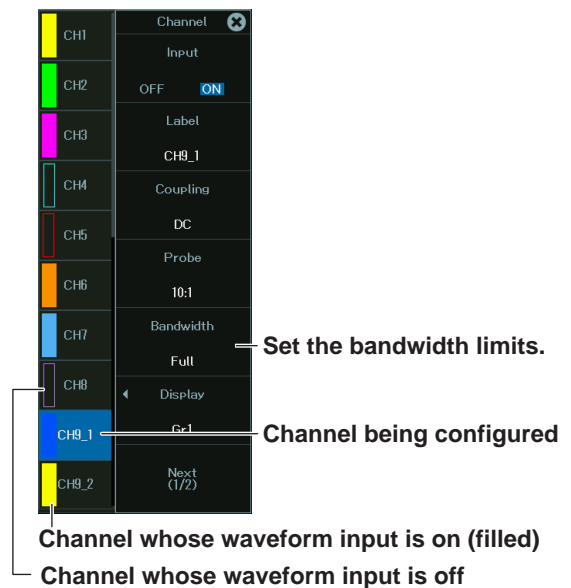 CH1
CH2
CH3
CH4
CH5
CH6
CH7
CH8
CH9_1
CH9_2
Channel
Input
OFF ON
Label
CH9_1
Coupling
DC
Probe
10:1
Bandwidth
Full
Display
Gr1
Next
(1/2)
Set the bandwidth limits.
Channel being configured
Channel whose waveform input is on (filled)
Channel whose waveform input is off